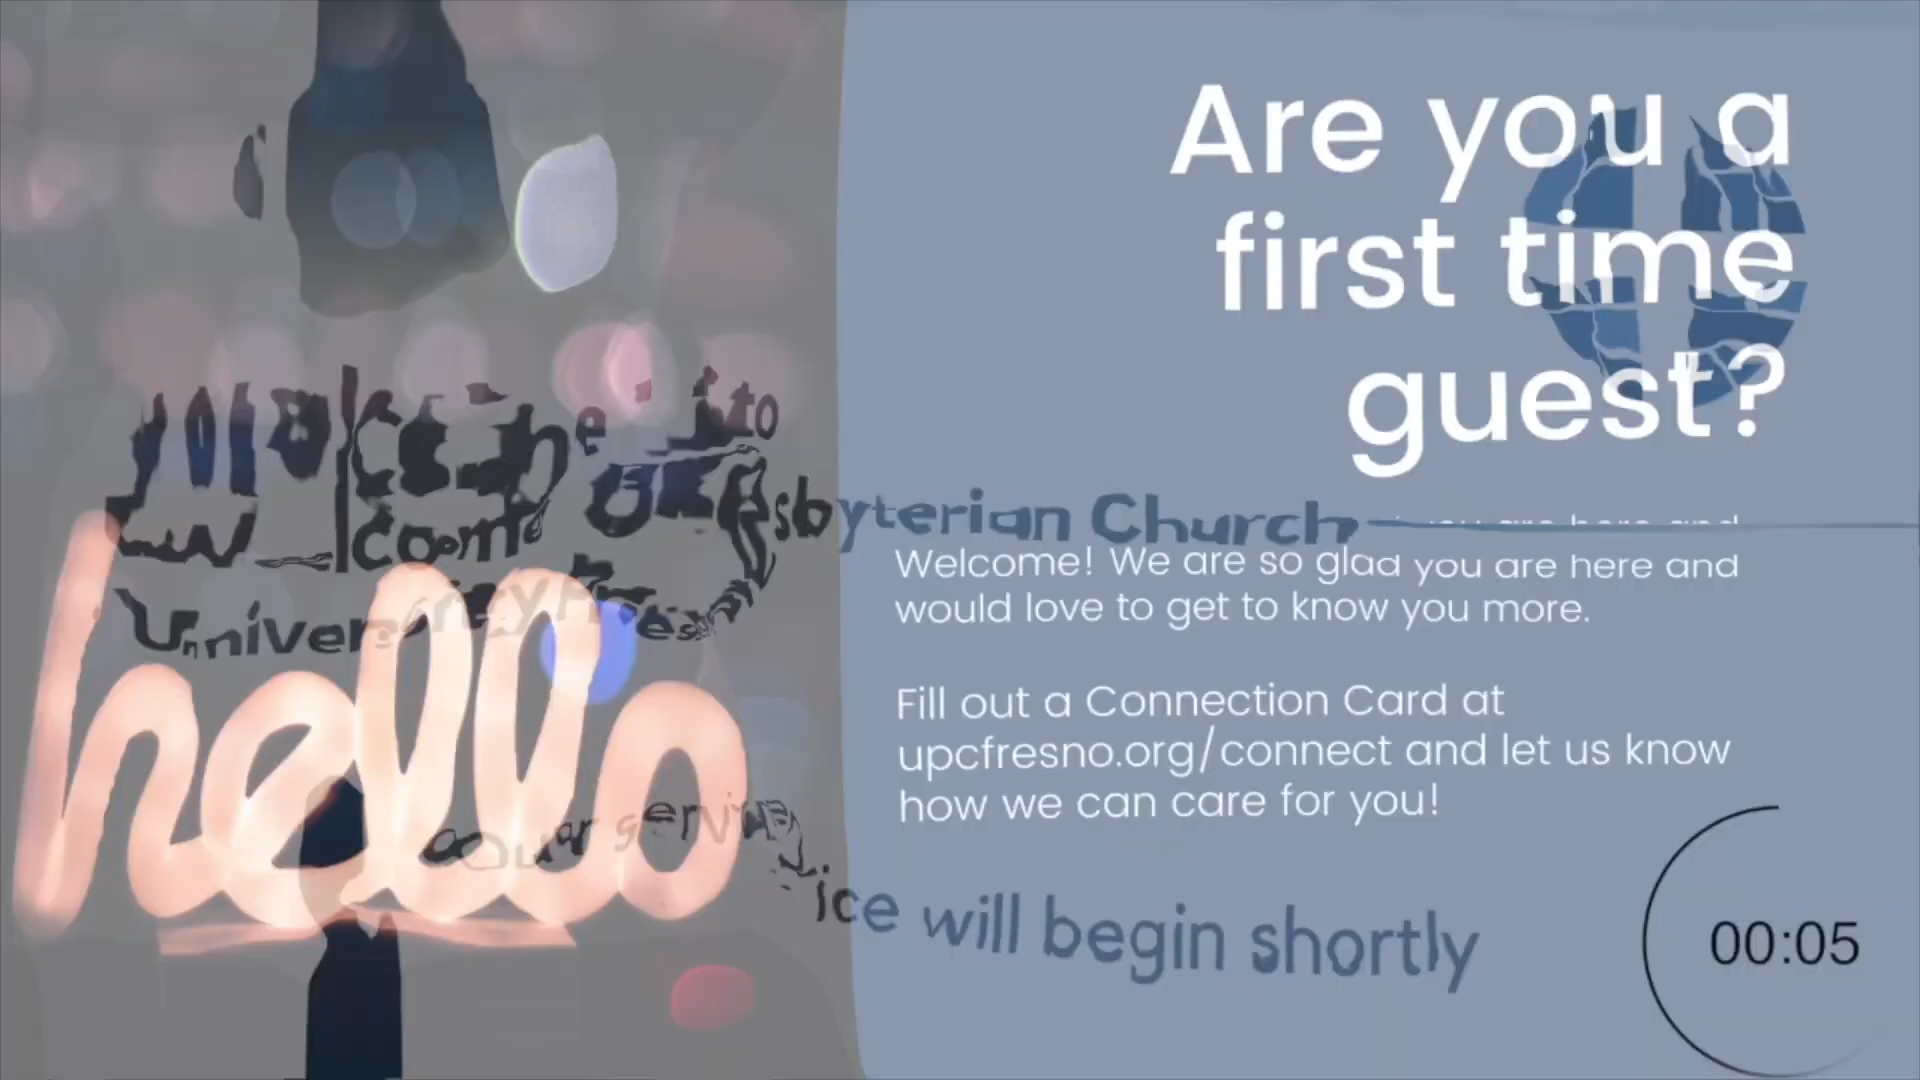 Are you a
first time
guest?
byterian Church
Welcome! We are so glad you are here and
would love to get to know you more.
hello
Fill out a Connection Card at
upcfresno.org/connect and let us know
how we can care for you!
will begin shortly
00:05